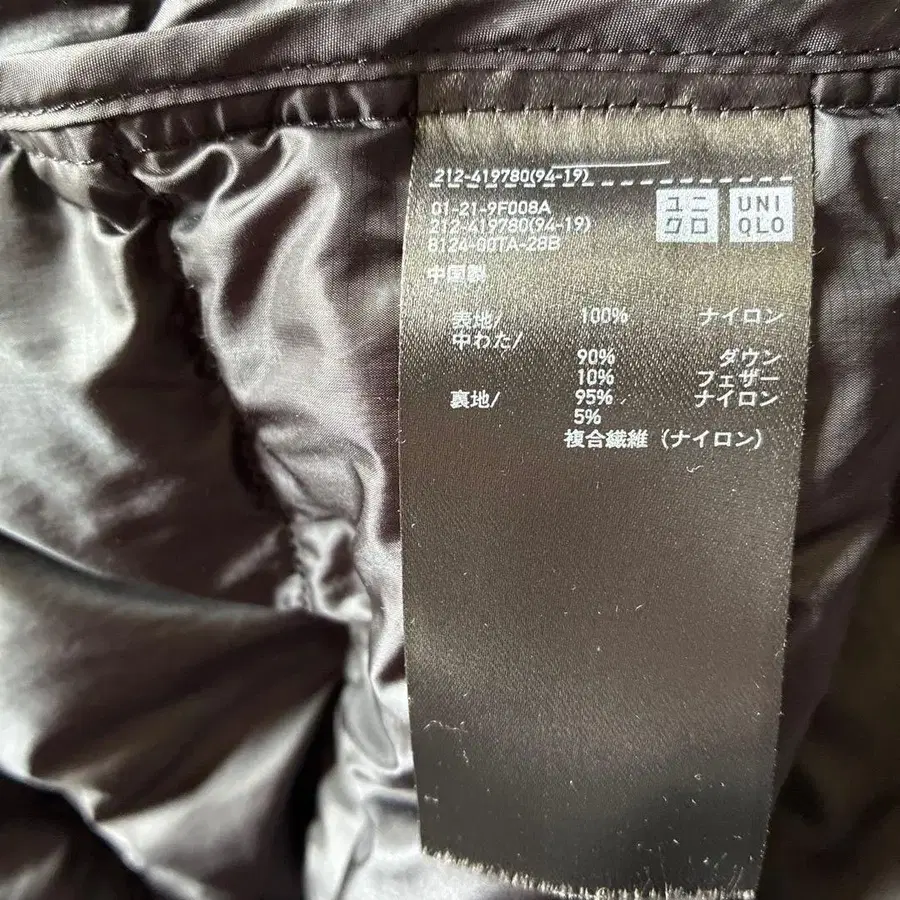 212-419780(94-19)
01-21-9F008A
212-419780(94-19)
8124-00TA-28B
ユニ
クロ
UNI
QLO
中国製
表地/ 100% ナイロン
中わた/
90% ダウン
10% フェザー
裏地/ 95% ナイロン
5%
複合繊維(ナイロン)